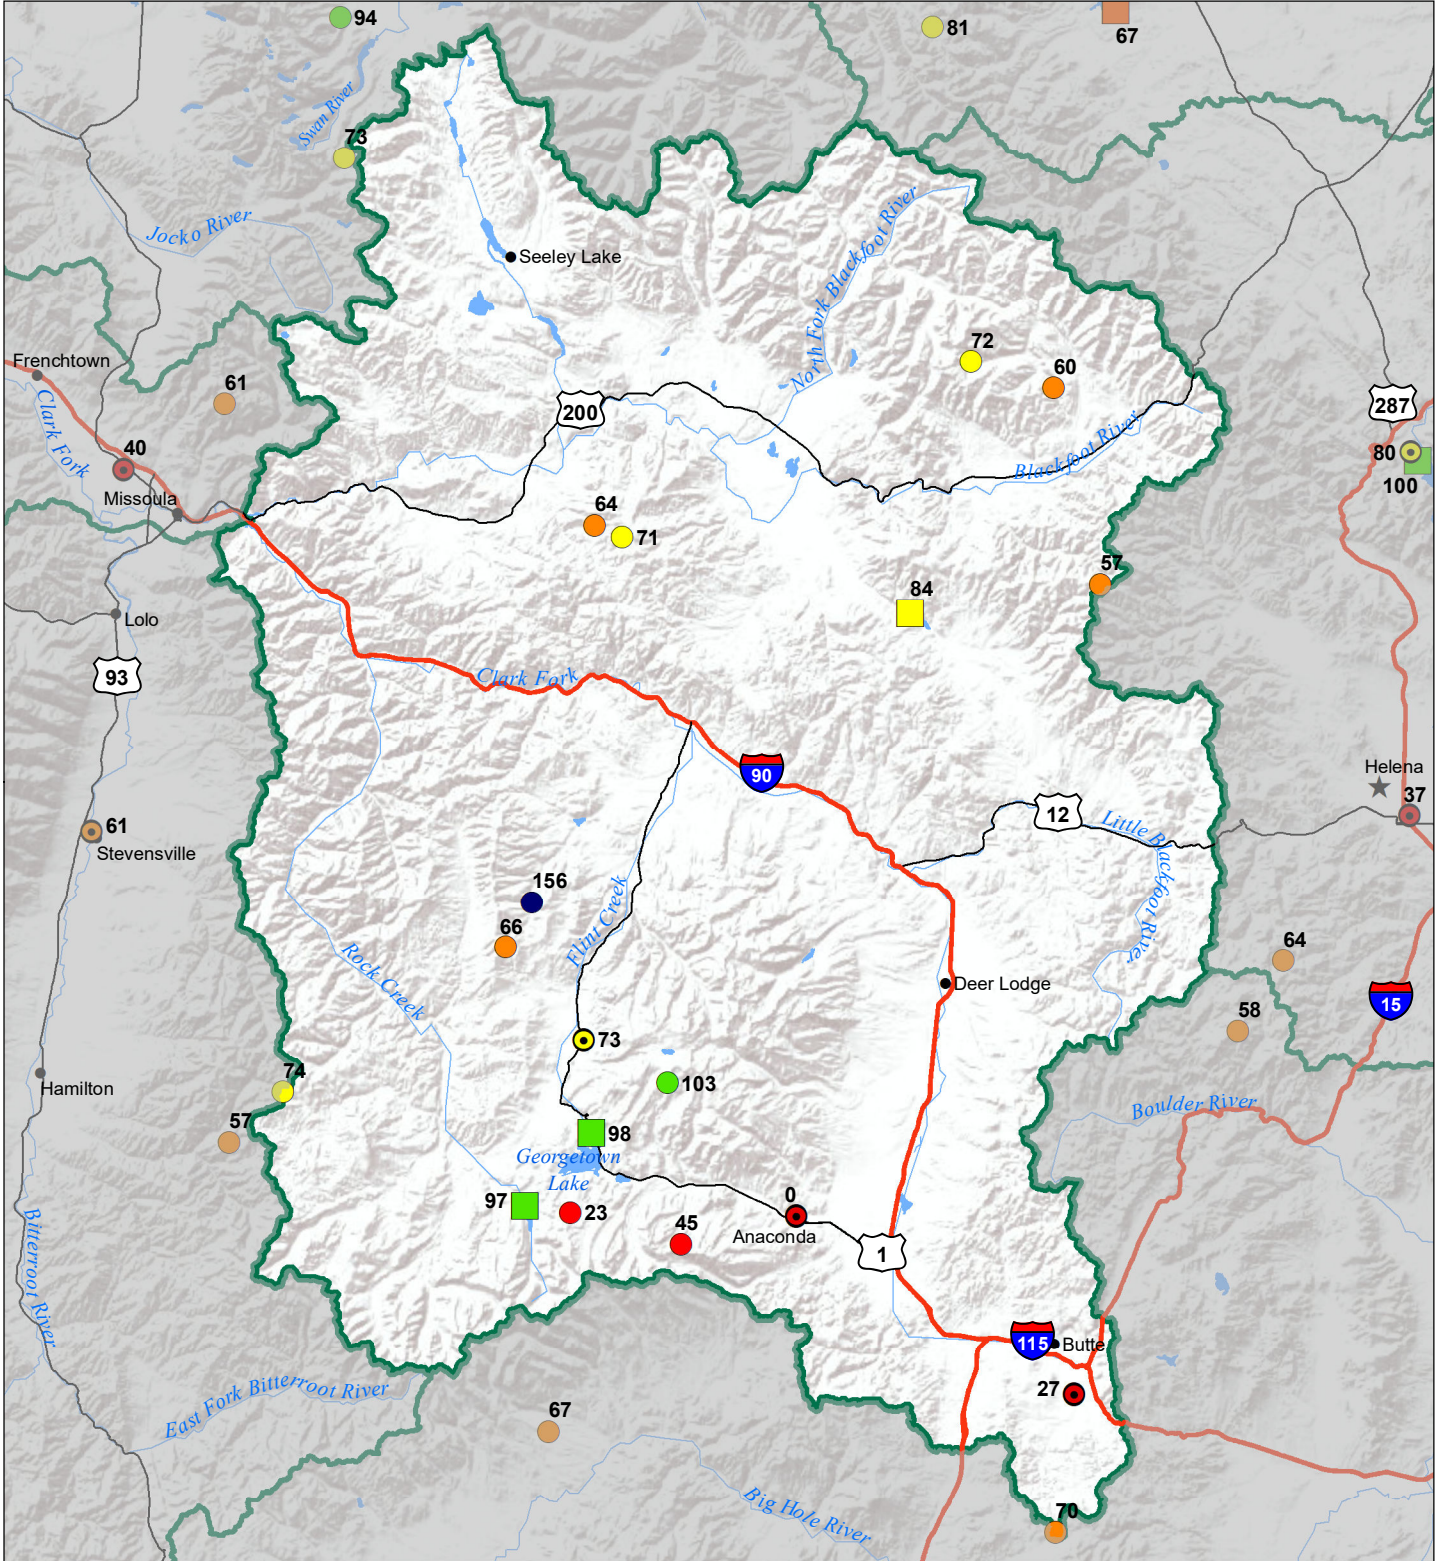 94
81
67
Swan River
73
Jocko River
Seeley Lake
North Fork Blackfoot River
72
60
Frenchtown
61
200
287
Clark Fork
40
Blackfoot River
80
100
Missoula
64
71
57
84
Lolo
93
Clark Fork
90
Helena
37
12
Little Blackfoot River
61
Stevensville
156
66
Flint Creek
Rock Creek
64
Deer Lodge
15
58
73
74
Hamilton
103
57
Boulder River
98
Georgetown
Lake
97
23
0
45
Anaconda
1
Bitterroot River
115
Butte
27
East Fork Bitterroot River
67
Big Hole River
70